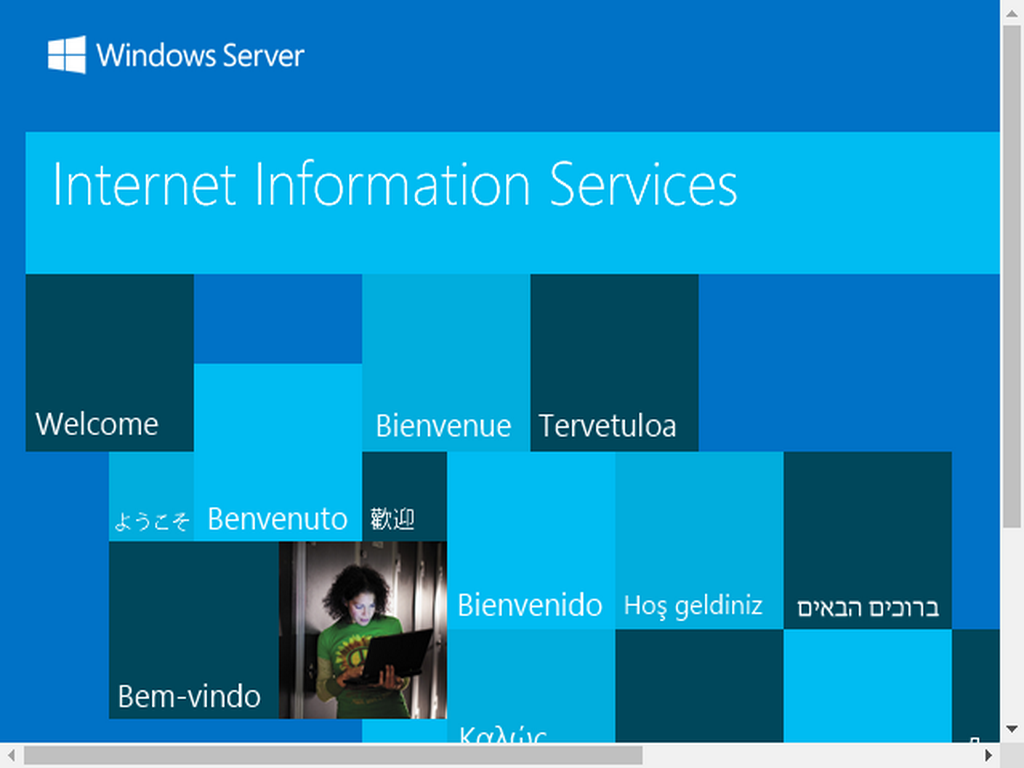 Windows Server
Internet Information Services
Welcome
Bienvenue
Tervetuloa
ようこそ
Benvenuto
歡迎
Bienvenido
Hoş geldiniz
ברוכים הבאים
Bem-vindo
Καλώς